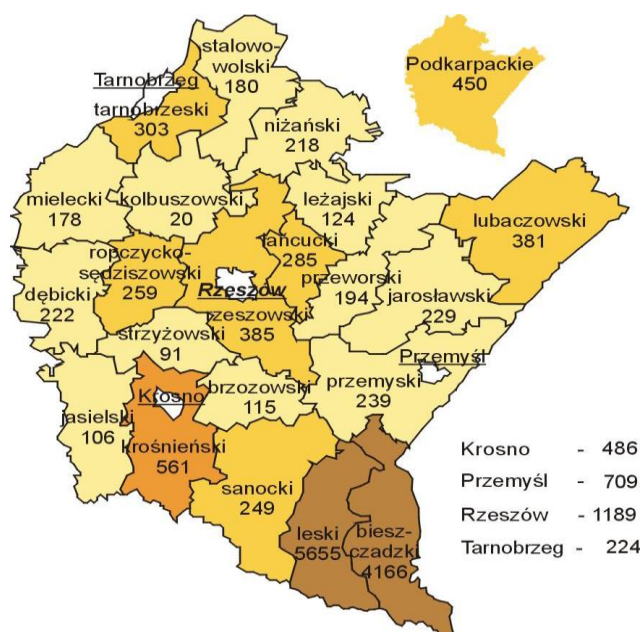 stalowo-
wolski
180
Podkarpackie
450
Tarnobrzeg
tarnobrzeski
303
niżański
218
mielecki
178
kolbuszowski
20
leżajski
124
lubaczowski
381
ropczycko-
sędziszowski
259
łańcucki
285
dębicki
222
Rzeszów
rzeszowski
385
przeworski
194
jarosławski
229
strzyżowski
91
Przemyśl
przemyski
239
jasielski
106
Krosno
krośnieński
561
brzozowski
115
sanocki
249
leski
5655
biesz-
czadzki
4166
Krosno - 486
Przemyśl - 709
Rzeszów - 1189
Tarnobrzeg - 224